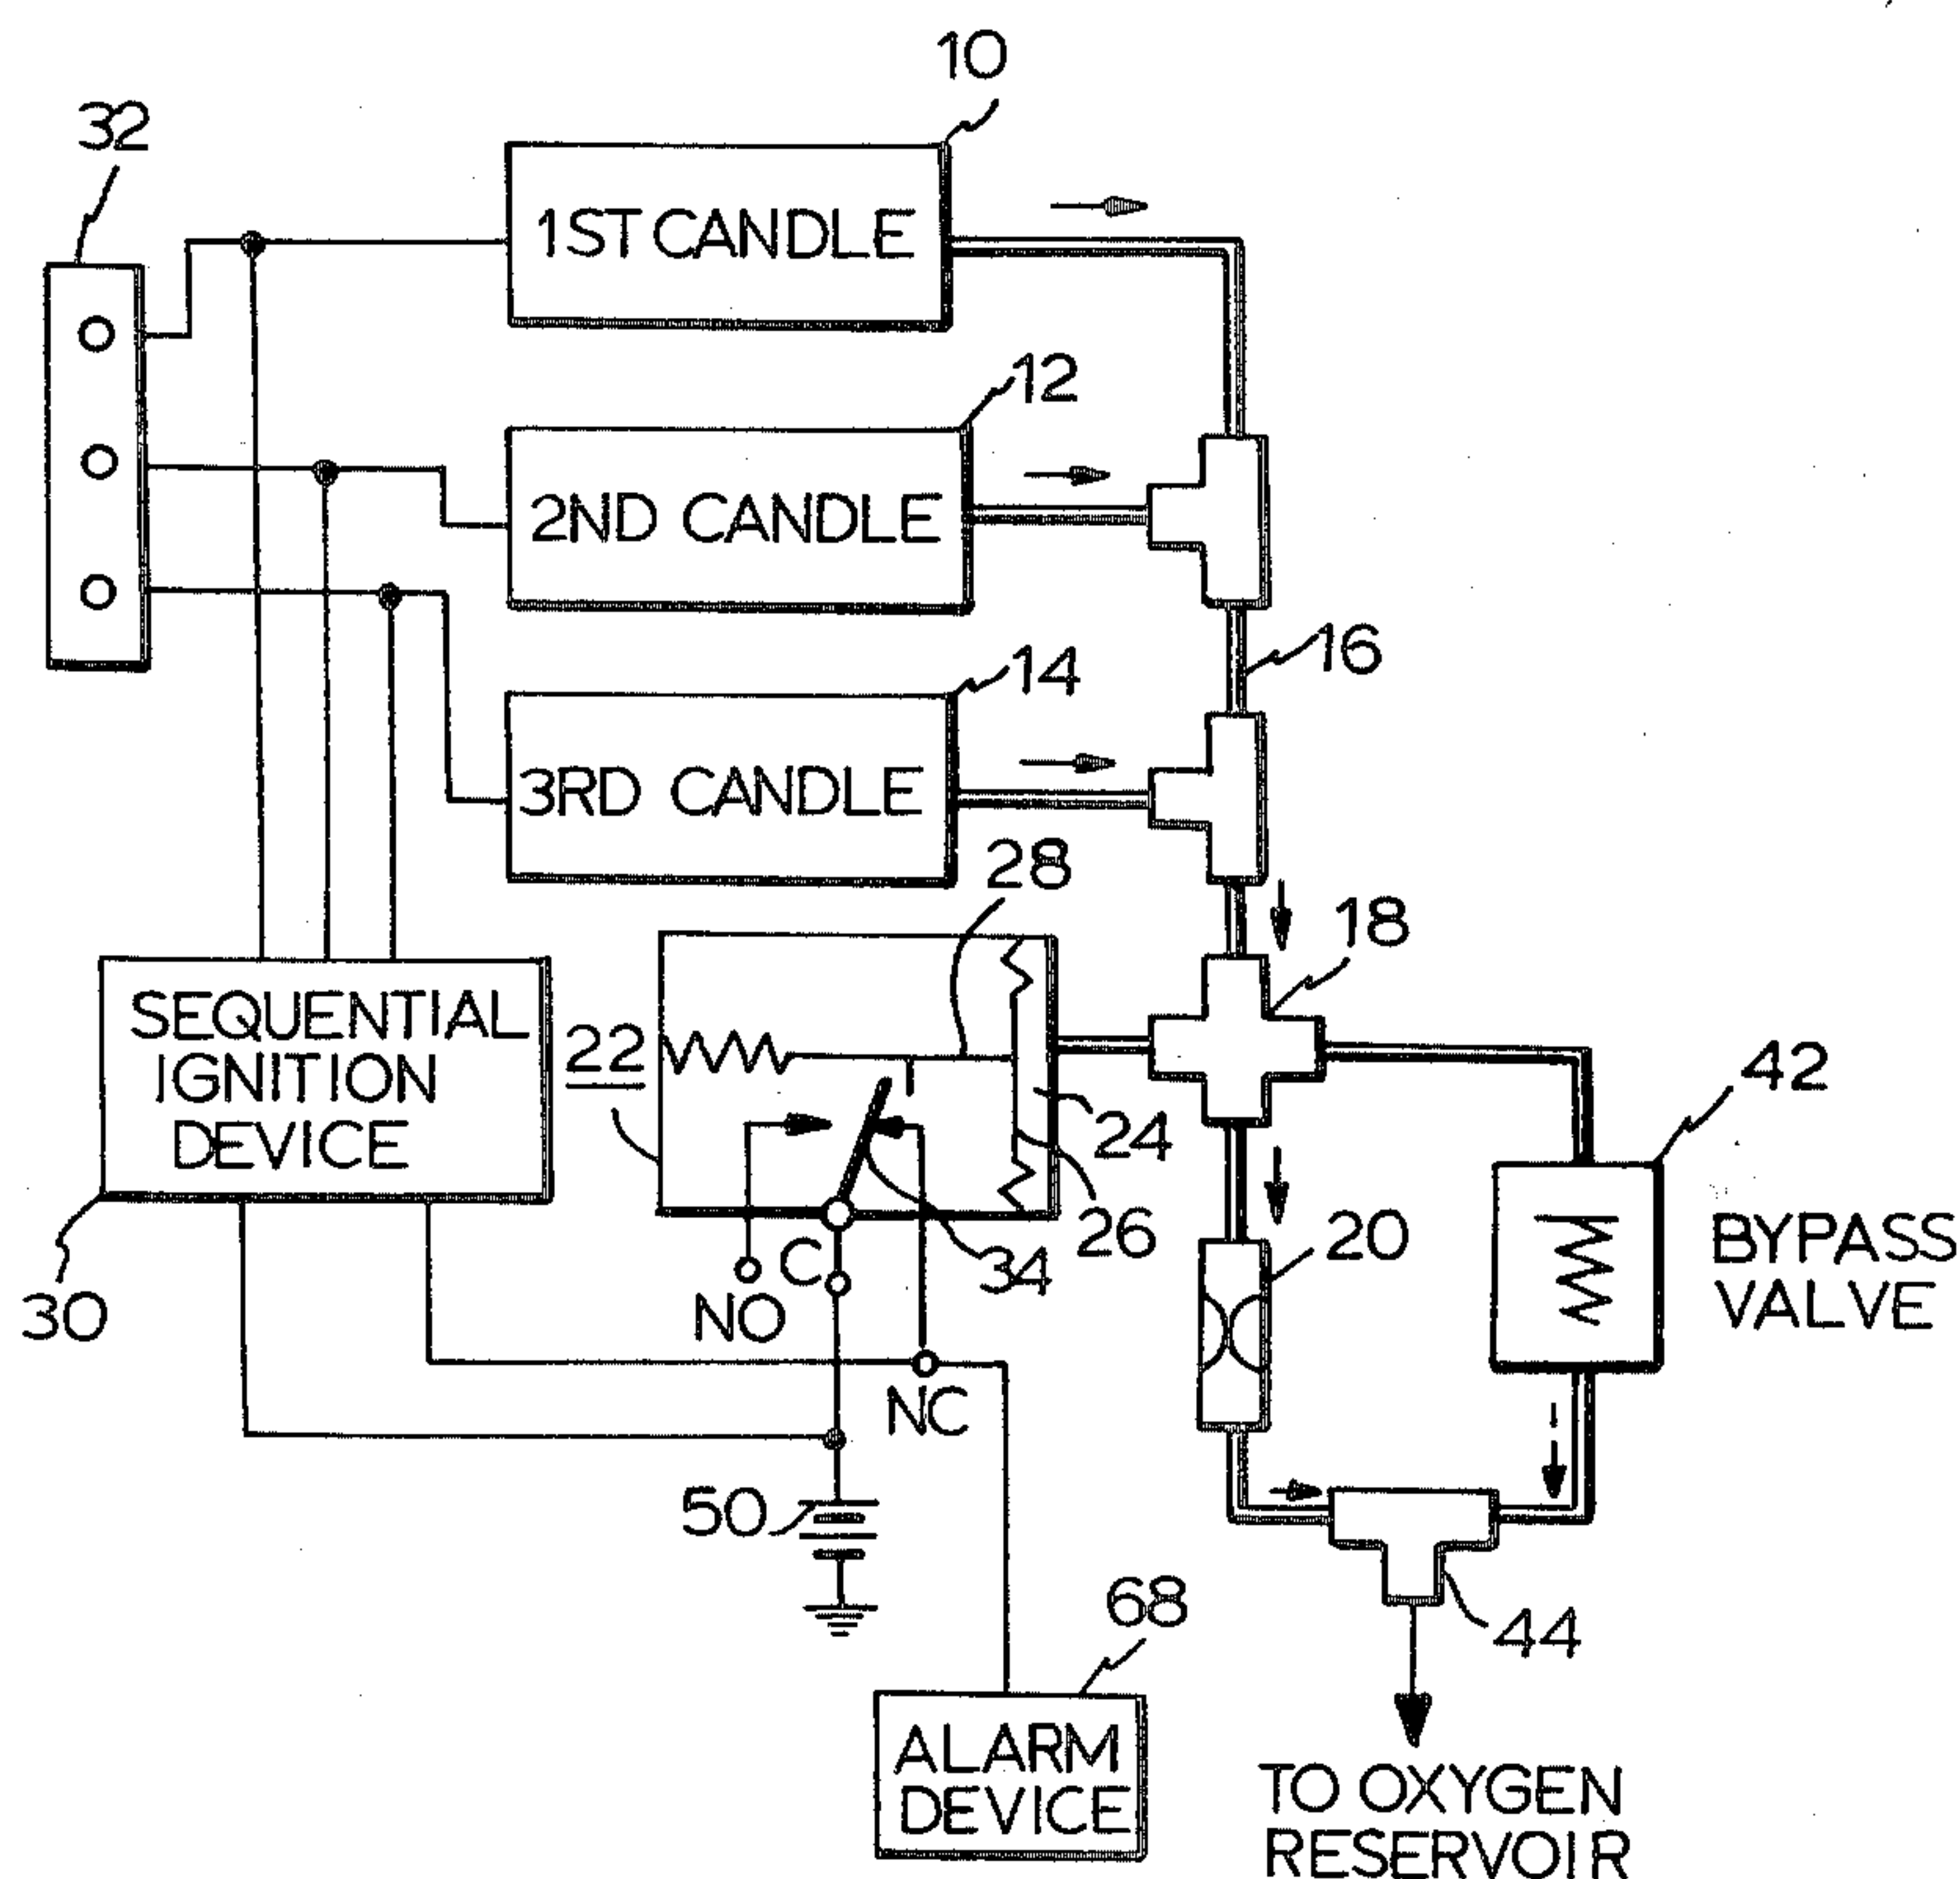 10
32
1ST CANDLE
12
2ND CANDLE
16
14
3RD CANDLE
28
18
SEQUENTIAL
IGNITION
DEVICE
22
24
42
26
20
34
30
C
NO
NC
BYPASS
VALVE
50
68
44
ALARM
DEVICE
TO OXYGEN
RESERVOIR